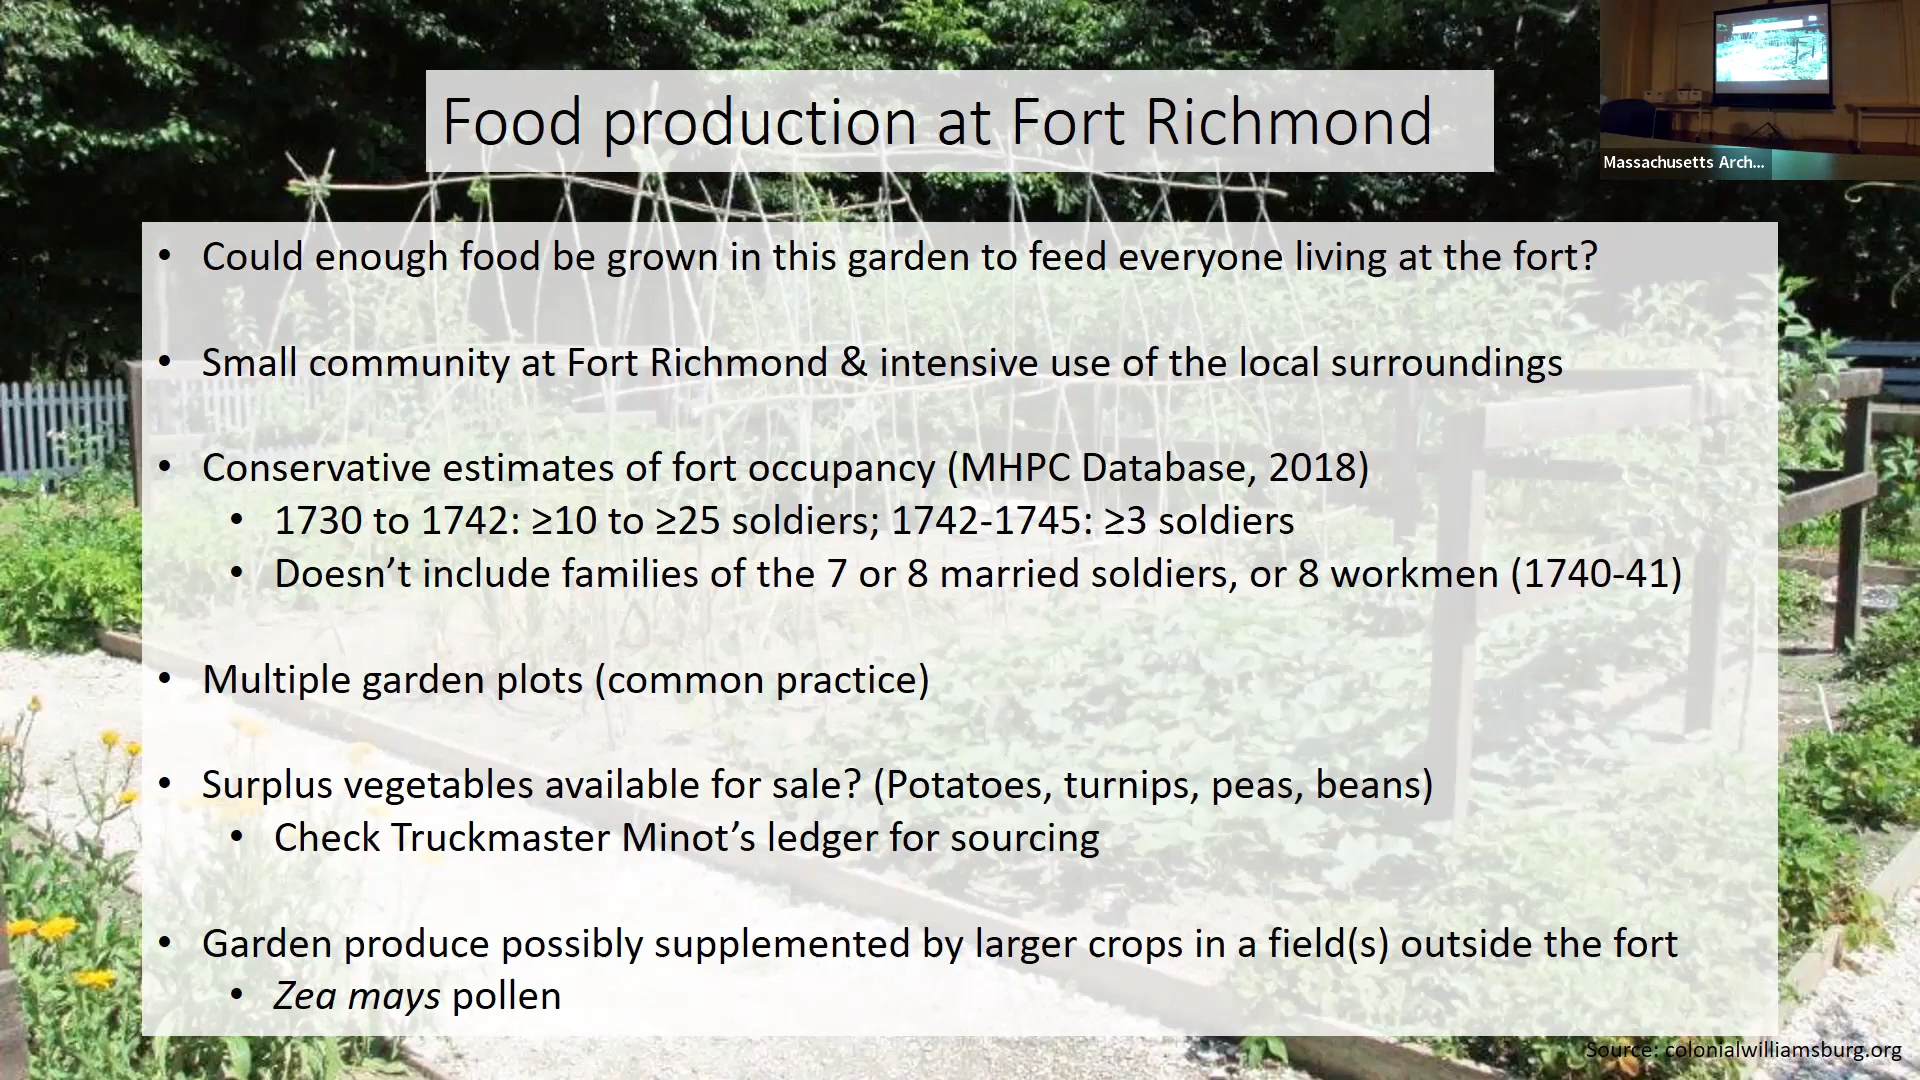 Food production at Fort Richmond
Massachusetts Arch...
• Could enough food be grown in this garden to feed everyone living at the fort?
• Small community at Fort Richmond & intensive use of the local surroundings
• Conservative estimates of fort occupancy (MHPC Database, 2018)
• 1730 to 1742: ≥10 to ≥25 soldiers; 1742-1745: ≥3 soldiers
• Doesn’t include families of the 7 or 8 married soldiers, or 8 workmen (1740-41)
• Multiple garden plots (common practice)
• Surplus vegetables available for sale? (Potatoes, turnips, peas, beans)
• Check Truckmaster Minot’s ledger for sourcing
• Garden produce possibly supplemented by larger crops in a field(s) outside the fort
• Zea mays pollen
Source: colonialwilliamsburg.org